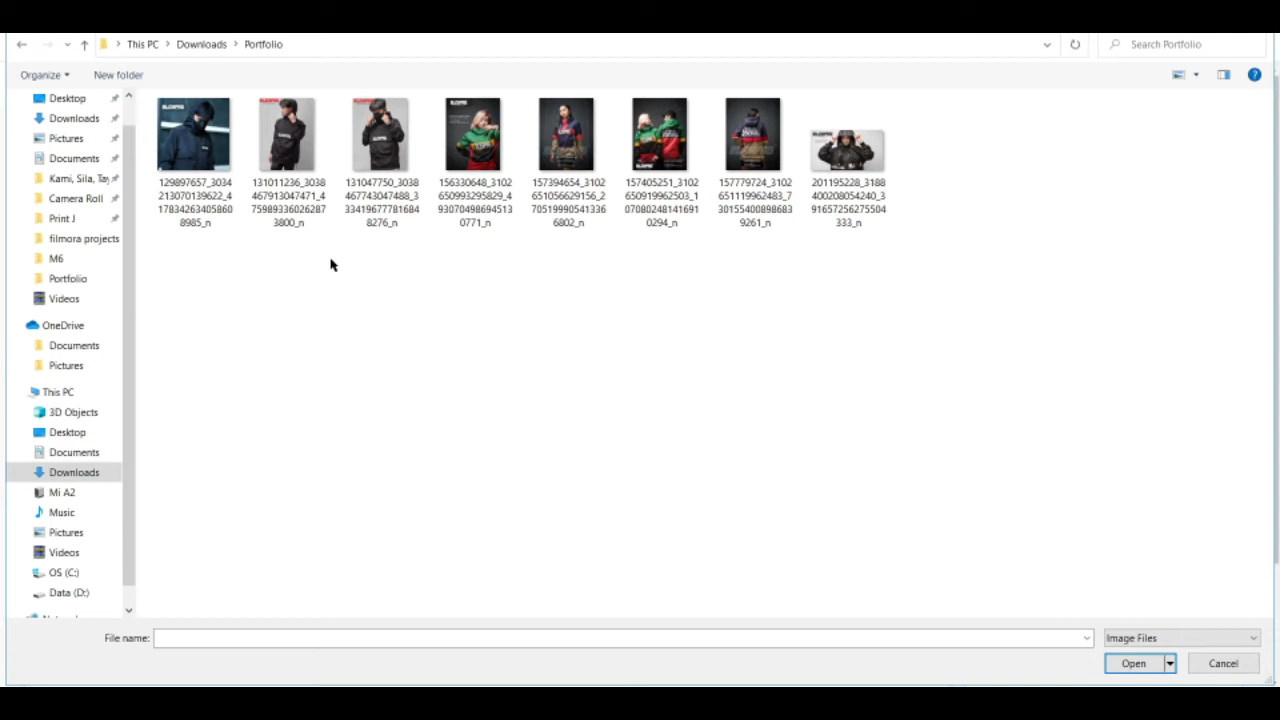 This PC > Downloads > Portfolio
Search Portfolio
Organize
New folder
Desktop
Downloads
Pictures
Documents
Kami, Sila, Tay
Camera Roll
Print J
filmora projects
M6
Portfolio
Videos
OneDrive
Documents
Pictures
This PC
3D Objects
Desktop
Documents
Downloads
Mi A2
Music
Pictures
Videos
OS (C:)
Data (D:)
129897657_3034
213070139622_4
17834263405860
8985_n
131011236_3038
467913047471_4
75989336026287
3800_n
131047750_3038
467743047488_3
33419677781684
8276_n
156330648_3102
650993295829_4
93070498694513
0771_n
157394654_3102
651056629156_2
70519990541336
6802_n
157405251_3102
650919962503_1
07080248141691
0294_n
157779724_3102
651119962483_7
30155400898683
9261_n
201195228_3188
400208054240_3
91657256275504
333_n
File name:
Image Files
Open
Cancel